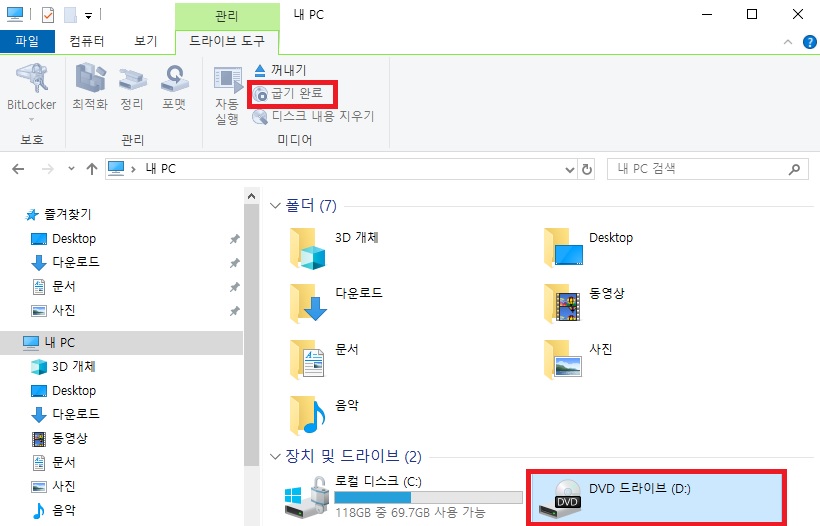 관리
내 PC
파일
컴퓨터
보기
드라이브 도구
BitLocker
최적화
정리
포맷
자동
실행
꺼내기
굽기 완료
디스크 내용 지우기
보호
관리
미디어
내 PC
내 PC 검색
즐겨찾기
Desktop
다운로드
문서
사진
내 PC
3D 개체
Desktop
다운로드
동영상
문서
사진
음악
폴더 (7)
3D 개체
Desktop
다운로드
동영상
문서
사진
음악
장치 및 드라이브 (2)
로컬 디스크 (C:)
118GB 중 69.7GB 사용 가능
DVD
DVD 드라이브 (D:)